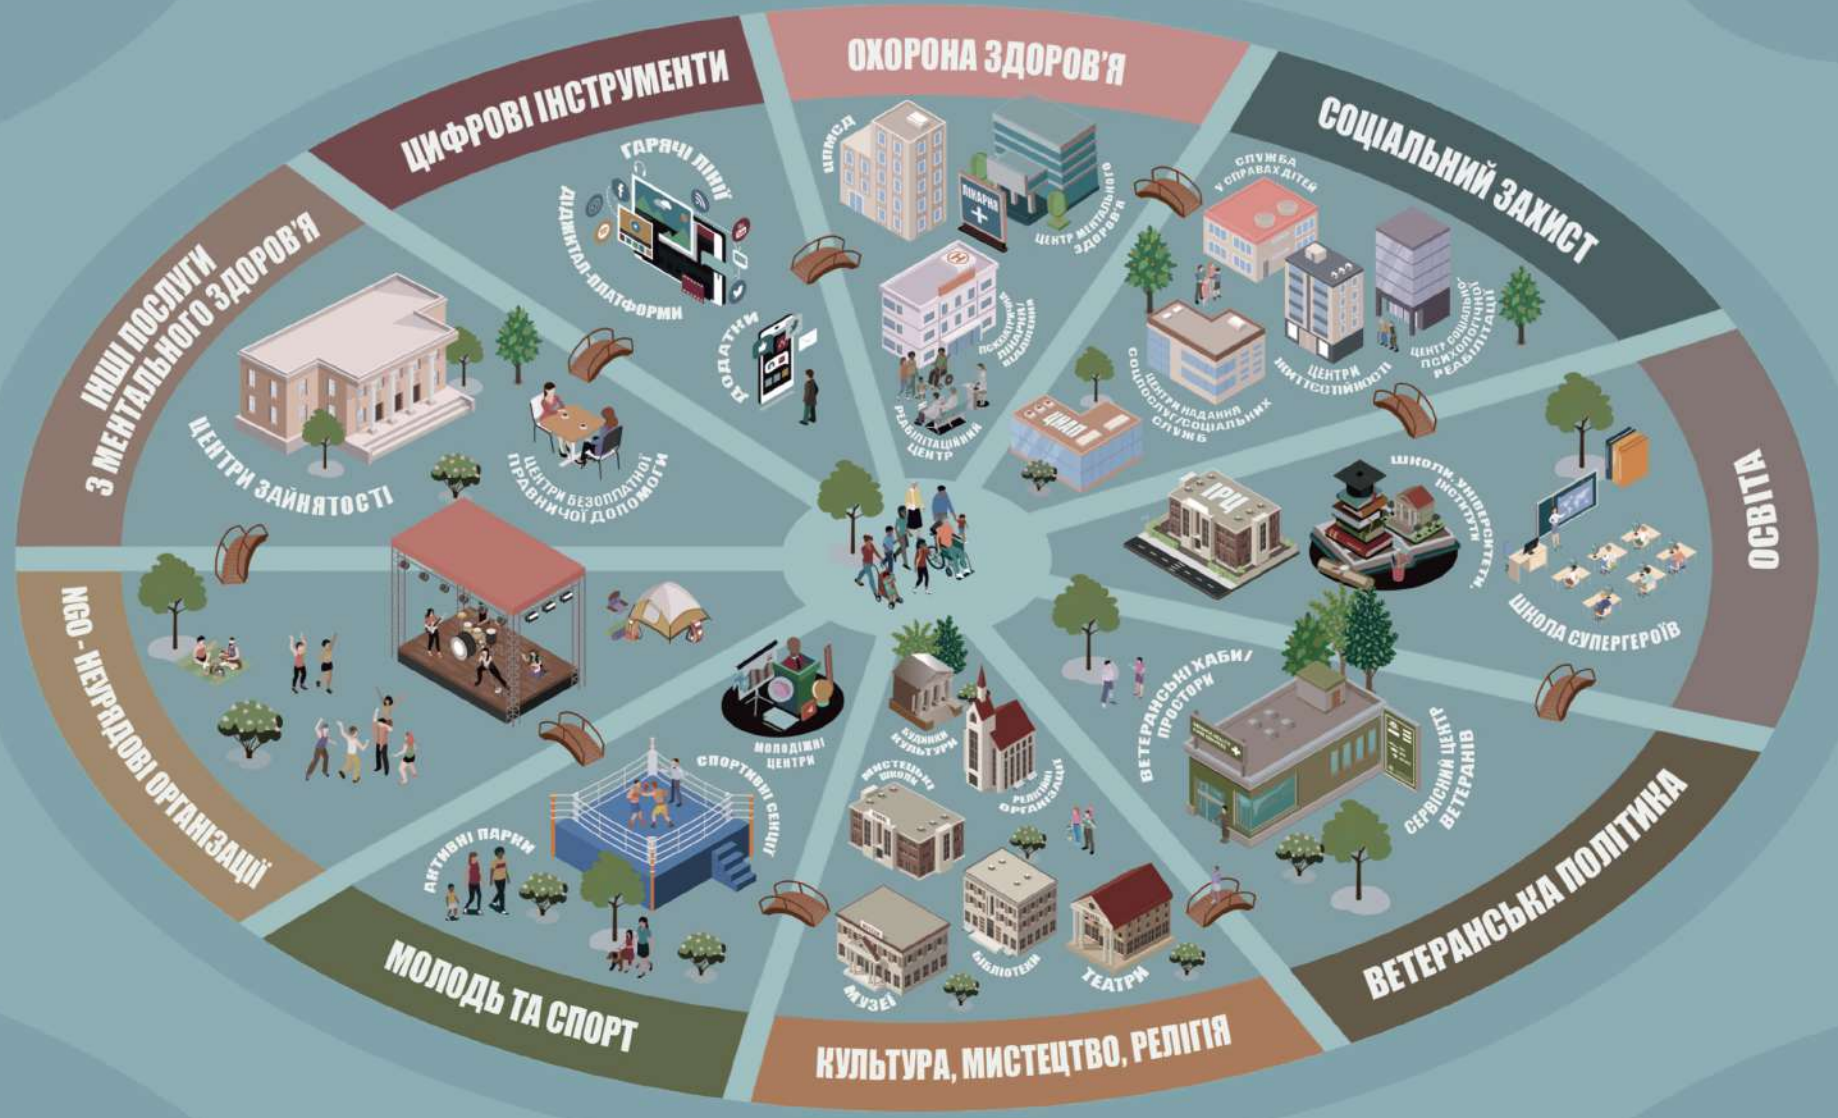 ОХОРОНА ЗДОРОВ'Я
ЦПМСД
ЛІКАРНЯ
ЦЕНТР МЕНТАЛЬНОГО
ЗДОРОВ'Я
ПСИХІАТРИЧНА
ЛІКАРНЯ/
ВІДДІЛЕННЯ
РЕАБІЛІТАЦІЙНИЙ
ЦЕНТР
СОЦІАЛЬНИЙ ЗАХИСТ
СЛУЖБА
У СПРАВАХ ДІТЕЙ
ЦЕНТР СОЦІАЛЬНО
ПСИХОЛОГІЧНОЇ
РЕАБІЛІТАЦІЇ
ЦЕНТРИ
ЖИТТЄСТІЙКОСТІ
ЦЕНТРИ НАДАННЯ
СОЦПОСЛУГ/СОЦІАЛЬНИХ
СЛУЖБ
ЦНАП
ОСВІТА
ІРЦ
ШКОЛИ, УНІВЕРСИТЕТИ,
ІНСТИТУТИ
ШКОЛА СУПЕРГЕРОЇВ
ВЕТЕРАНСЬКА ПОЛІТИКА
ВЕТЕРАНСЬКІ ХАБИ/
ПРОСТОРИ
СЕРВІСНИЙ ЦЕНТР
ВЕТЕРАНІВ
КУЛЬТУРА, МИСТЕЦТВО, РЕЛІГІЯ
БУДИНКИ
КУЛЬТУРИ
РЕЛІГІЙНІ
ОРГАНІЗАЦІЇ
МИСТЕЦЬКІ
ШКОЛИ
МУЗЕЇ
БІБЛІОТЕКИ
ТЕАТРИ
МОЛОДЬ ТА СПОРТ
МОЛОДІЖНІ
ЦЕНТРИ
СПОРТИВНІ СЕКЦІЇ
АКТИВНІ ПАРКИ
NGO - НЕУРЯДОВІ ОРГАНІЗАЦІЇ
ІНШІ ПОСЛУГИ
З МЕНТАЛЬНОГО ЗДОРОВ'Я
ЦЕНТРИ ЗАЙНЯТОСТІ
ЦЕНТРИ БЕЗОПЛАТНОЇ
ПРАВНИЧОЇ ДОПОМОГИ
ЦИФРОВІ ІНСТРУМЕНТИ
ГАРЯЧІ ЛІНІЇ
ДІДЖИТАЛ-ПЛАТФОРМИ
ДОДАТКИ